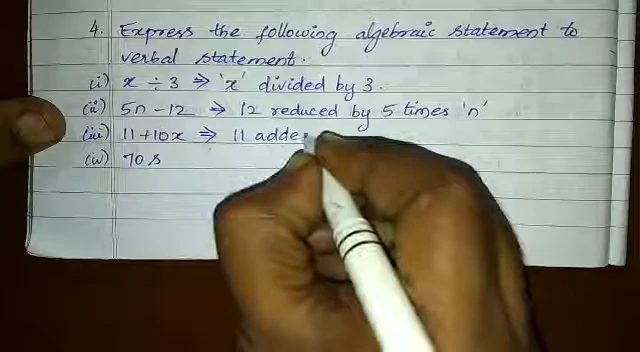 4. Express the following algebraic statement to
verbal statement.
(i) x ÷ 3 ⇒ 'x' divided by 3.
(ii) 5n - 12 ⇒ 12 reduced by 5 times 'n'
(iii) 11 + 10x ⇒ 11 adde
(iv) 70 s